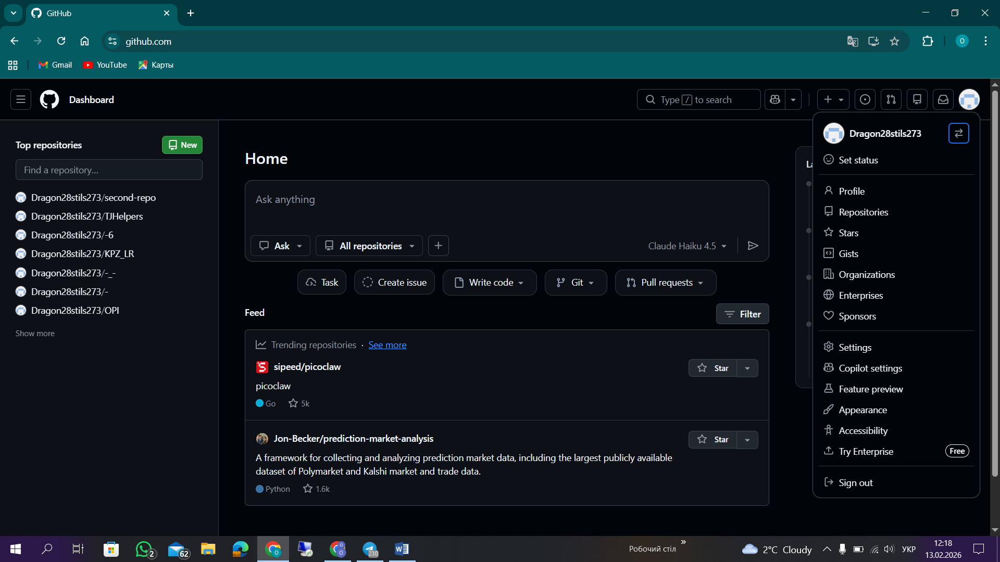 GitHub
github.com
Gmail
YouTube
Карты
Dashboard
Type / to search
Top repositories
New
Find a repository...
Dragon28stils273/second-repo
Dragon28stils273/TJHelpers
Dragon28stils273/-6
Dragon28stils273/KPZ_LR
Dragon28stils273/-_-
Dragon28stils273/-
Dragon28stils273/OPI
Show more
Home
Ask anything
Ask
All repositories
Claude Haiku 4.5
Task
Create issue
Write code
Git
Pull requests
Feed
Filter
Trending repositories · See more
sipeed/picoclaw
Star
picoclaw
Go
5k
Jon-Becker/prediction-market-analysis
Star
A framework for collecting and analyzing prediction market data, including the largest publicly available
dataset of Polymarket and Kalshi market and trade data.
Python
1.6k
Dragon28stils273
Set status
Profile
Repositories
Stars
Gists
Organizations
Enterprises
Sponsors
Settings
Copilot settings
Feature preview
Appearance
Accessibility
Try Enterprise
Free
Sign out
2
62
230
Робочий стіл
2°C Cloudy
УКР
12:18
13.02.2026